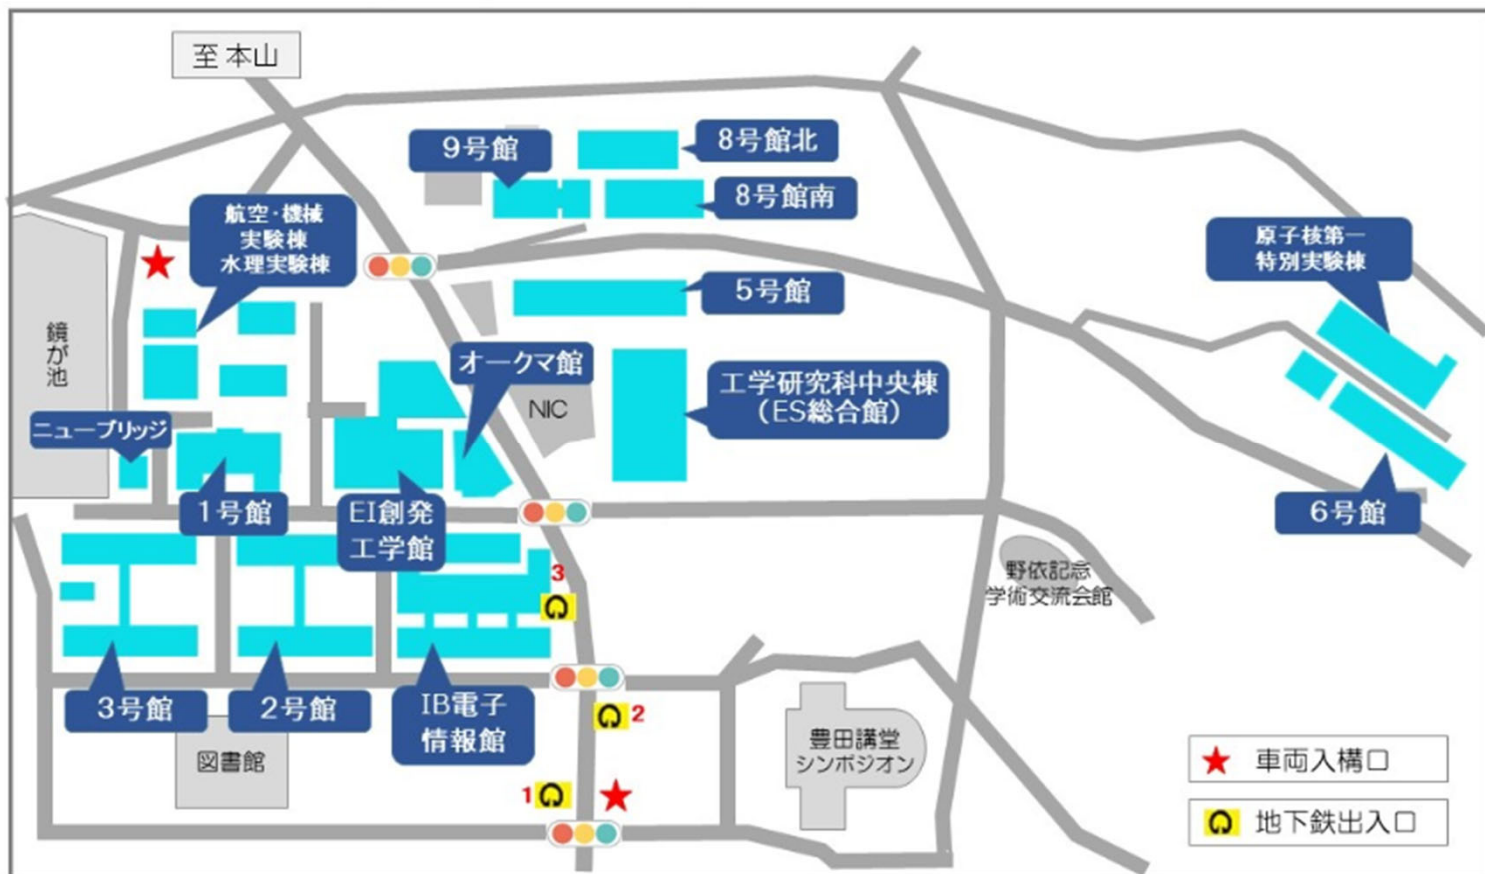 至 本山
9号館
8号館北
8号館南
航空・機械
実験棟
水理実験棟
原子核第一
特別実験棟
5号館
鏡が池
オークマ館
NIC
工学研究科中央棟
（ES総合館）
ニューブリッジ
1号館
EI創発
工学館
6号館
3
野依記念
学術交流会館
3号館
2号館
IB電子
情報館
2
図書館
豊田講堂
シンポジオン
1
車両入構口
地下鉄出入口